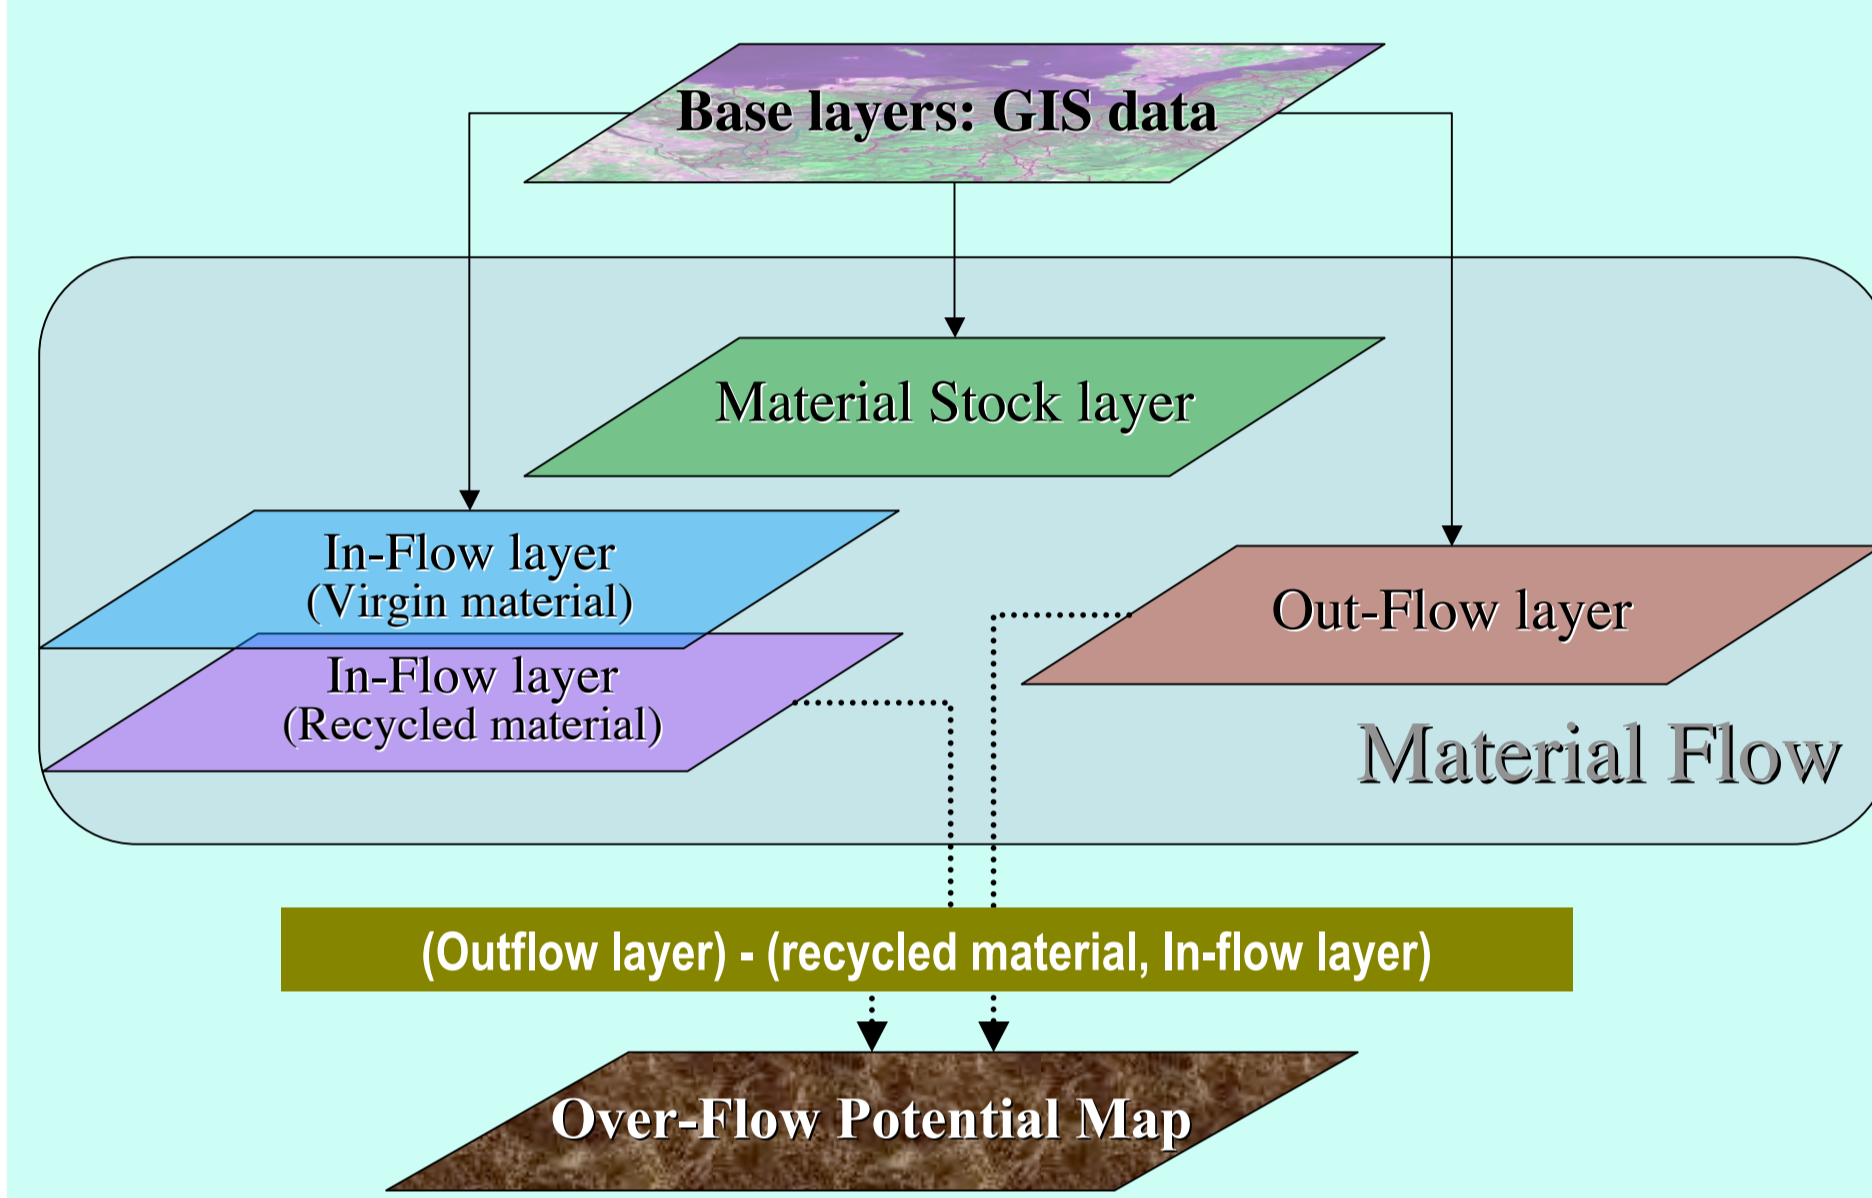 Base layers: GIS data
Material Stock layer
In-Flow layer
(Virgin material)
Out-Flow layer
In-Flow layer
(Recycled material)
Material Flow
(Outflow layer) - (recycled material, In-flow layer)
Over-Flow Potential Map